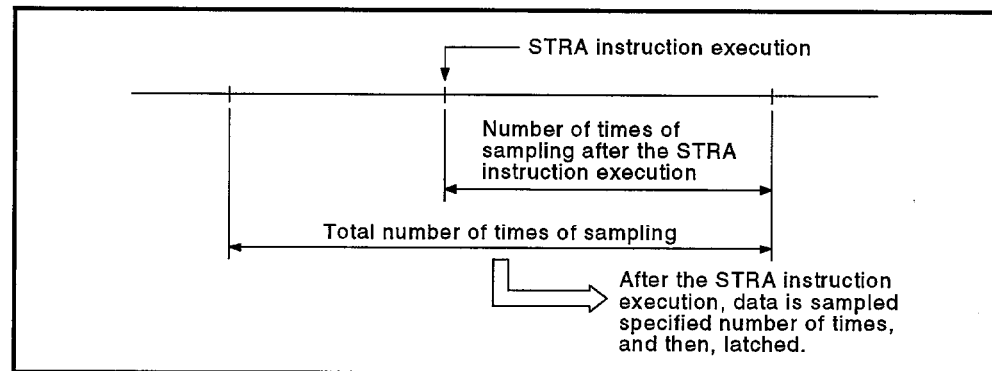 STRA instruction execution
Number of times of
sampling after the STRA
instruction execution
Total number of times of sampling
After the STRA instruction
execution, data is sampled
specified number of times,
and then, latched.